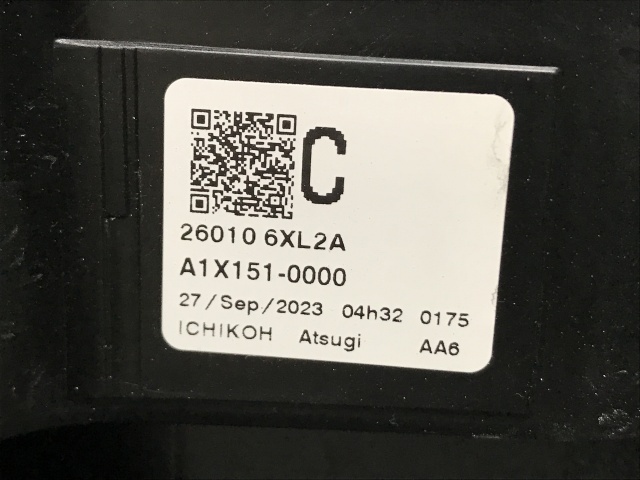 C
26010 6XL2A
A1X151-0000
27/Sep/2023 04h32 0175
ICHIKOH Atsugi AA6